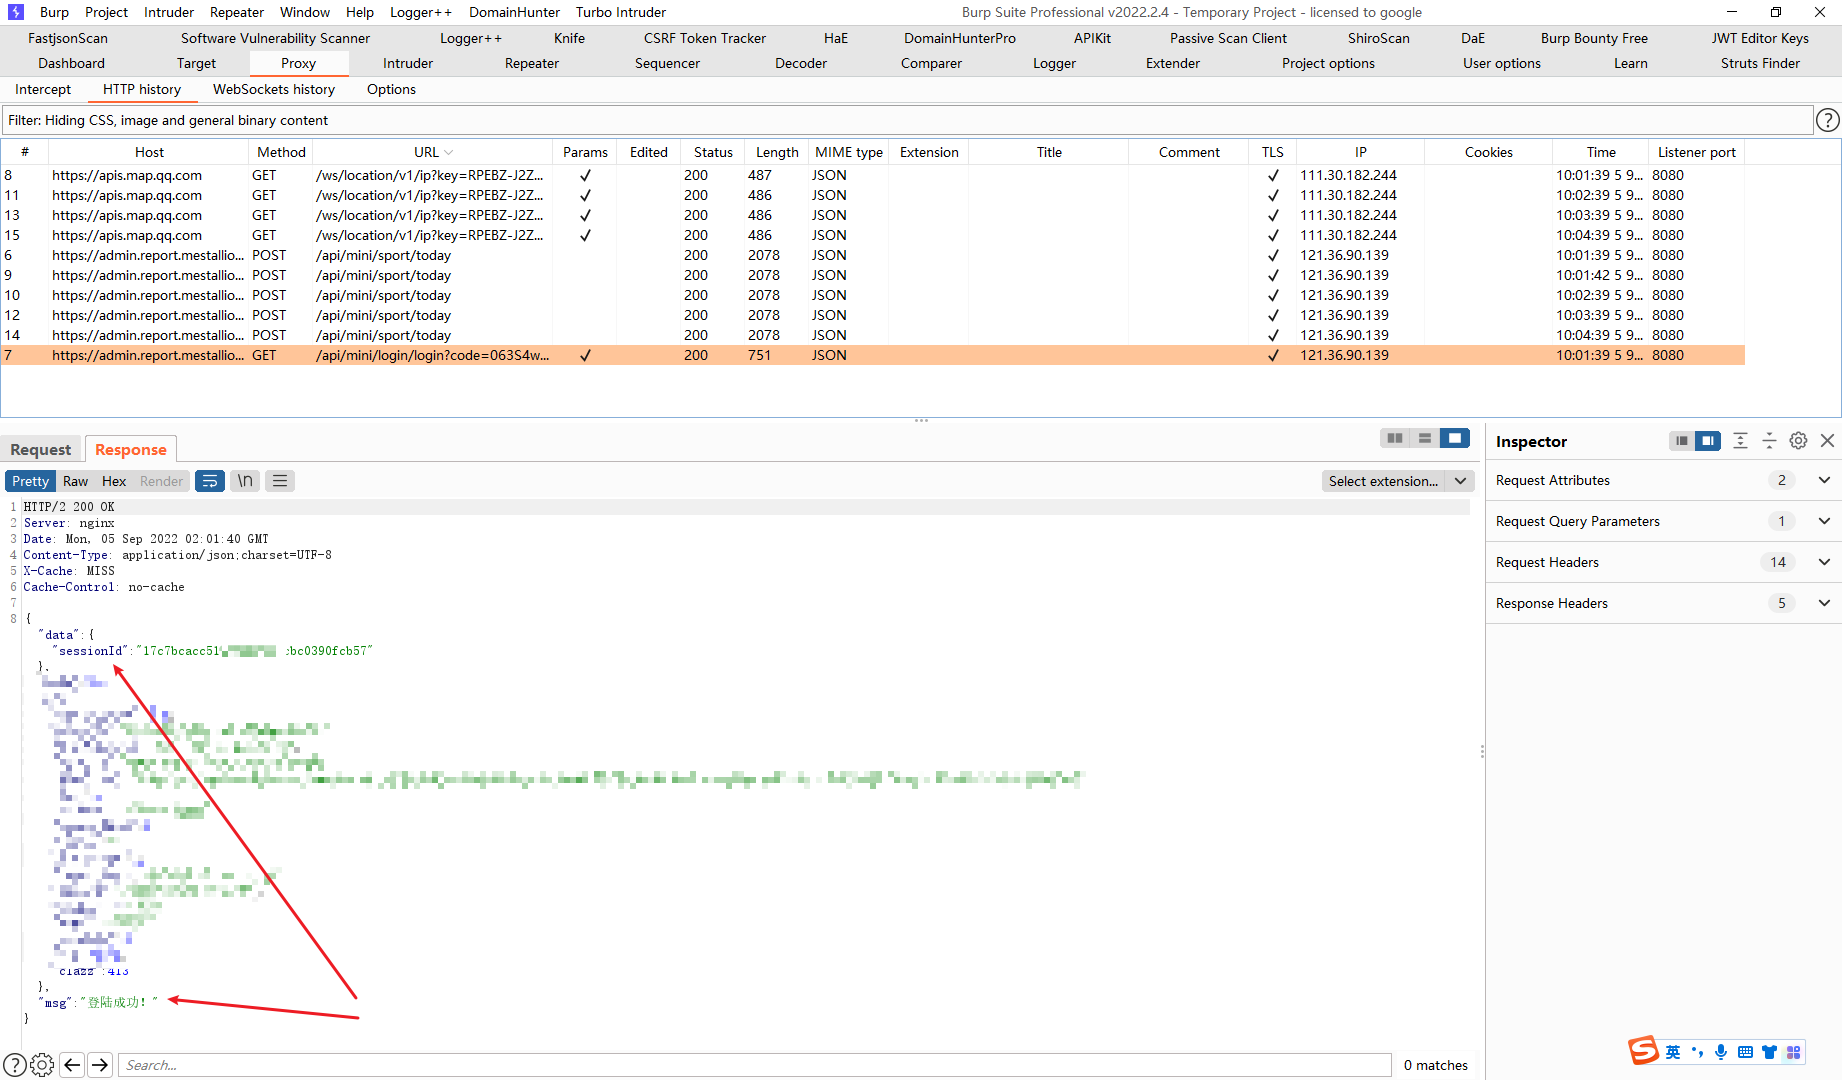 Burp Project Intruder Repeater Window Help Logger++ DomainHunter Turbo Intruder Burp Suite Professional v2022.2.4 - Temporary Project - licensed to google
FastjsonScan Software Vulnerability Scanner Logger++ Knife CSRF Token Tracker HaE DomainHunterPro APIKit Passive Scan Client ShiroScan DaE Burp Bounty Free JWT Editor Keys
Dashboard Target Proxy Intruder Repeater Sequencer Decoder Comparer Logger Extender Project options User options Learn Struts Finder
Intercept HTTP history WebSockets history Options
Filter: Hiding CSS, image and general binary content
# Host Method URL Params Edited Status Length MIME type Extension Title Comment TLS IP Cookies Time Listener port
8 https://apis.map.qq.com GET /ws/location/v1/ip?key=RPEBZ-J2Z... ✓ 200 487 JSON ✓ 111.30.182.244 10:01:39 5 9... 8080
11 https://apis.map.qq.com GET /ws/location/v1/ip?key=RPEBZ-J2Z... ✓ 200 486 JSON ✓ 111.30.182.244 10:02:39 5 9... 8080
13 https://apis.map.qq.com GET /ws/location/v1/ip?key=RPEBZ-J2Z... ✓ 200 486 JSON ✓ 111.30.182.244 10:03:39 5 9... 8080
15 https://apis.map.qq.com GET /ws/location/v1/ip?key=RPEBZ-J2Z... ✓ 200 486 JSON ✓ 111.30.182.244 10:04:39 5 9... 8080
6 https://admin.report.mestallio... POST /api/mini/sport/today 200 2078 JSON ✓ 121.36.90.139 10:01:39 5 9... 8080
9 https://admin.report.mestallio... POST /api/mini/sport/today 200 2078 JSON ✓ 121.36.90.139 10:01:42 5 9... 8080
10 https://admin.report.mestallio... POST /api/mini/sport/today 200 2078 JSON ✓ 121.36.90.139 10:02:39 5 9... 8080
12 https://admin.report.mestallio... POST /api/mini/sport/today 200 2078 JSON ✓ 121.36.90.139 10:03:39 5 9... 8080
14 https://admin.report.mestallio... POST /api/mini/sport/today 200 2078 JSON ✓ 121.36.90.139 10:04:39 5 9... 8080
7 https://admin.report.mestallio... GET /api/mini/login/login?code=063S4w... ✓ 200 751 JSON ✓ 121.36.90.139 10:01:39 5 9... 8080
Request Response
Pretty Raw Hex Render \n Select extension...
1 HTTP/2 200 OK
2 Server: nginx
3 Date: Mon, 05 Sep 2022 02:01:40 GMT
4 Content-Type: application/json;charset=UTF-8
5 X-Cache: MISS
6 Cache-Control: no-cache
7
8 {
"data":{
"sessionId":"17c7bcacc51 cbc0390fcb57"
},
clazz :413
},
"msg":"登陆成功！"
}
Search... 0 matches
Inspector
Request Attributes 2
Request Query Parameters 1
Request Headers 14
Response Headers 5
S 英